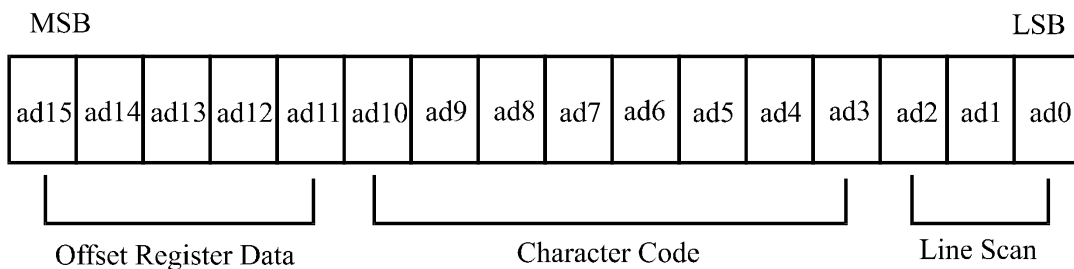 MSB LSB
ad15 ad14 ad13 ad12 ad11 ad10 ad9 ad8 ad7 ad6 ad5 ad4 ad3 ad2 ad1 ad0
Offset Register Data Character Code Line Scan